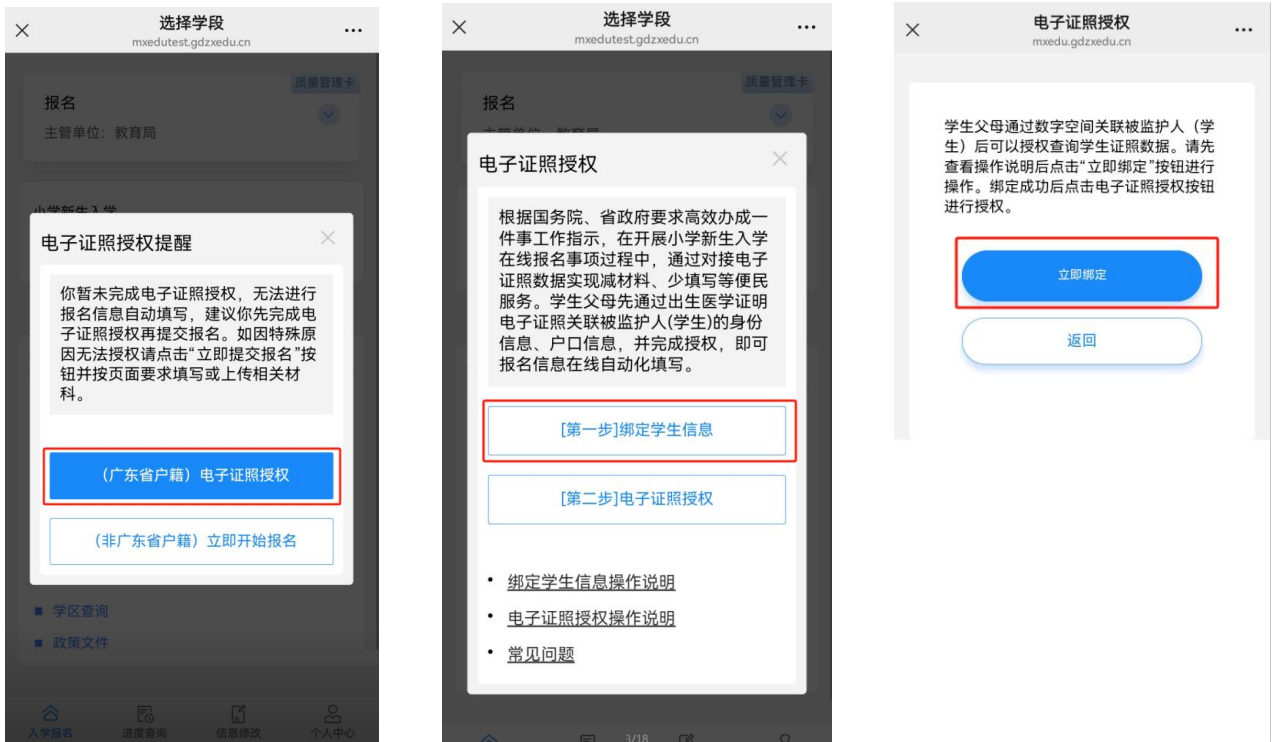 选择学段
mxedutest.gdzxedu.cn
质量管理卡
报名
主管单位：教育局
小学新生入学
电子证照授权提醒
你暂未完成电子证照授权，无法进行
报名信息自动填写，建议你先完成电
子证照授权再提交报名。如因特殊原
因无法授权请点击“立即提交报名”按
钮并按页面要求填写或上传相关材
料。
（广东省户籍）电子证照授权
（非广东省户籍）立即开始报名
学区查询
政策文件
入学报名
进度查询
信息修改
个人中心
选择学段
mxedutest.gdzxedu.cn
质量管理卡
报名
主管单位：教育局
电子证照授权
根据国务院、省政府要求高效办成一
件事工作指示，在开展小学新生入学
在线报名事项过程中，通过对接电子
证照数据实现减材料、少填写等便民
服务。学生父母先通过出生医学证明
电子证照关联被监护人(学生)的身份
信息、户口信息，并完成授权，即可
报名信息在线自动化填写。
[第一步]绑定学生信息
[第二步]电子证照授权
绑定学生信息操作说明
电子证照授权操作说明
常见问题
3/18
电子证照授权
mxedu.gdzxedu.cn
学生父母通过数字空间关联被监护人（学
生）后可以授权查询学生证照数据。请先
查看操作说明后点击“立即绑定”按钮进行
操作。绑定成功后点击电子证照授权按钮
进行授权。
立即绑定
返回